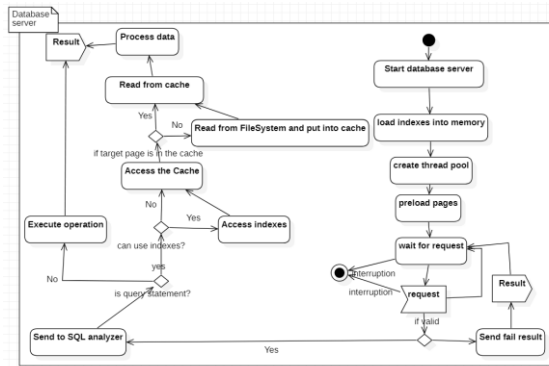 Database
server
Result
Process data
Read from cache
Yes
No
Read from FileSystem and put into cache
if target page is in the cache
Access the Cache
No
Yes
Execute operation
Access indexes
can use indexes?
yes
No
is query statement?
Send to SQL analyzer
Yes
Start database server
load indexes into memory
create thread pool
preload pages
wait for request
interruption
interruption
request
Result
if valid
Send fail result